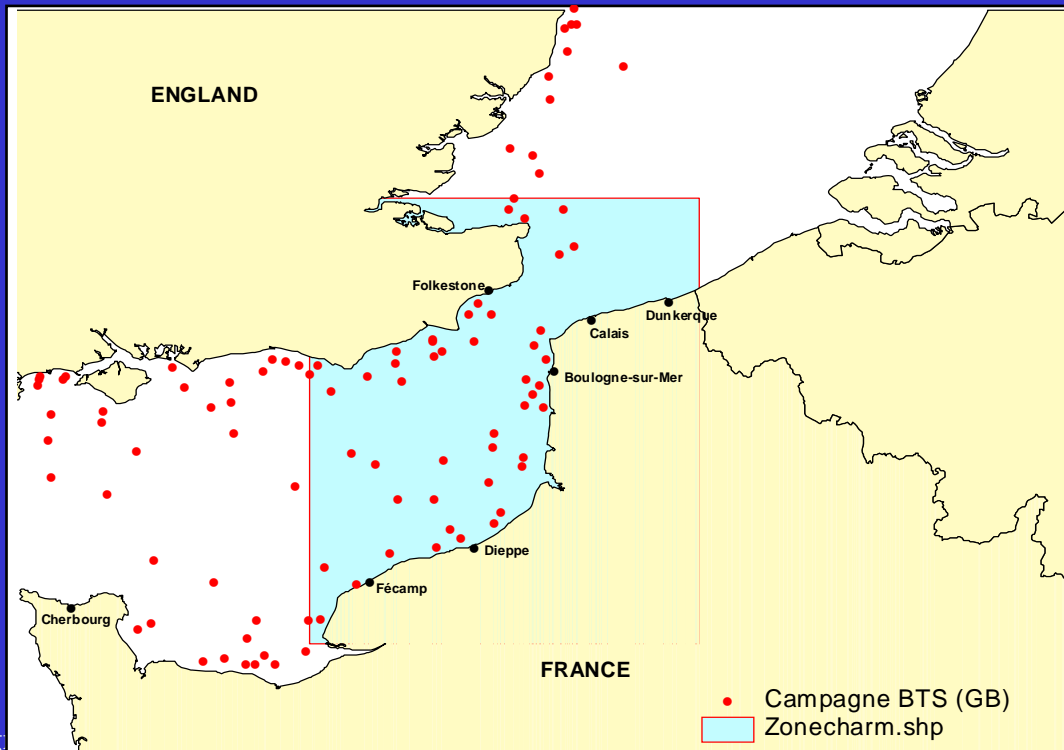 ENGLAND
Folkestone
Dunkerque
Calais
Boulogne-sur-Mer
Dieppe
Fécamp
Cherbourg
FRANCE
Campagne BTS (GB)
Zonecharm.shp